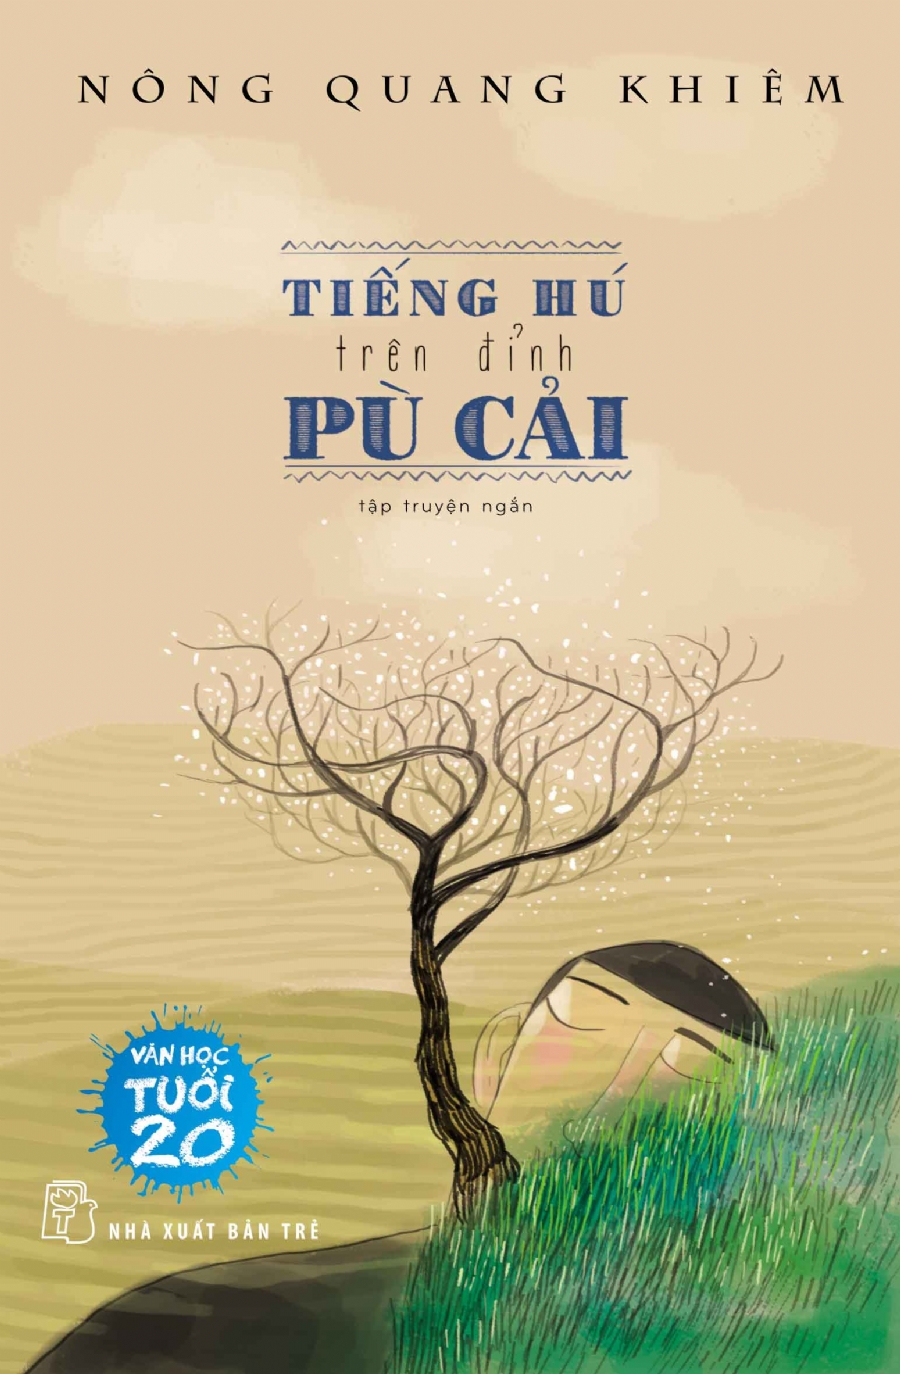 NÔNG QUANG KHIÊM
TIẾNG HÚ
trên đỉnh
PÙ CẢI
tập truyện ngắn
VĂN HỌC
TUỔI
20
T
NHÀ XUẤT BẢN TRẺ